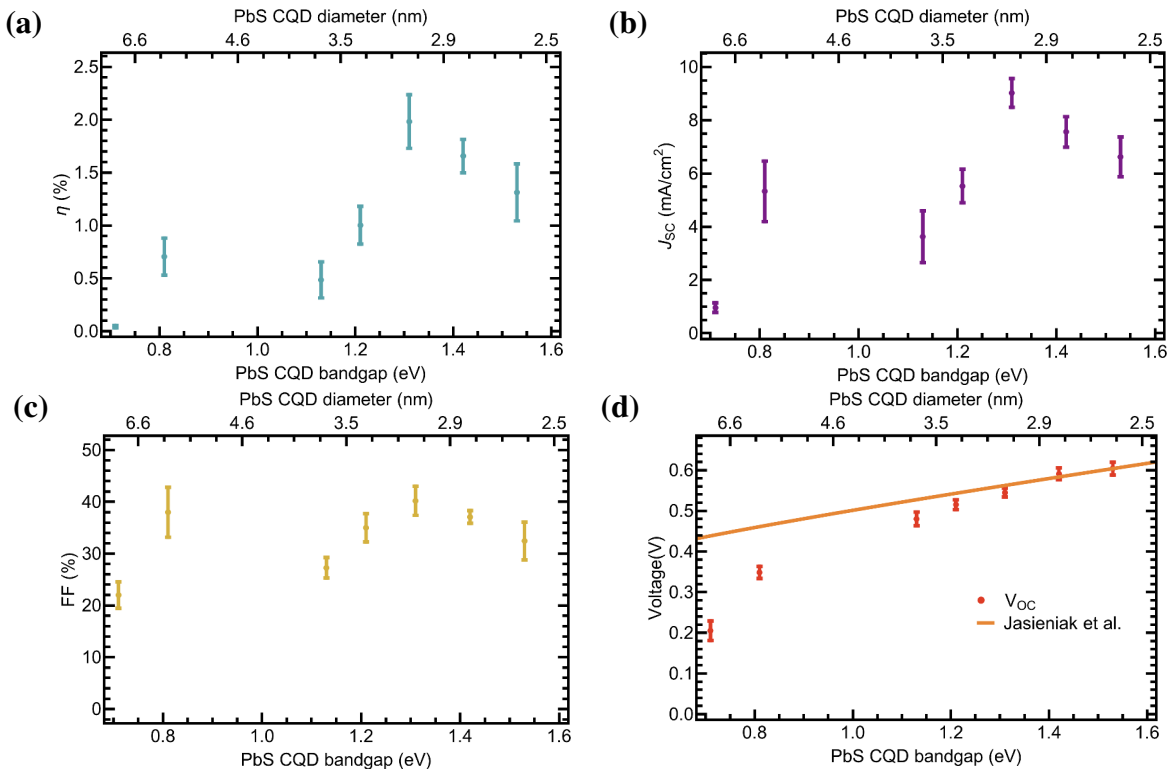 (a)
PbS CQD diameter (nm)
6.6 4.6 3.5 2.9 2.5
η (%)
2.5
2.0
1.5
1.0
0.5
0.0
0.8 1.0 1.2 1.4 1.6
PbS CQD bandgap (eV)
(b)
PbS CQD diameter (nm)
6.6 4.6 3.5 2.9 2.5
JSC (mA/cm²)
10
8
6
4
2
0
0.8 1.0 1.2 1.4 1.6
PbS CQD bandgap (eV)
(c)
PbS CQD diameter (nm)
6.6 4.6 3.5 2.9 2.5
FF (%)
50
40
30
20
10
0
0.8 1.0 1.2 1.4 1.6
PbS CQD bandgap (eV)
(d)
PbS CQD diameter (nm)
6.6 4.6 3.5 2.9 2.5
Voltage(V)
0.6
0.5
0.4
0.3
0.2
0.1
0.0
VOC
Jasieniak et al.
0.8 1.0 1.2 1.4 1.6
PbS CQD bandgap (eV)